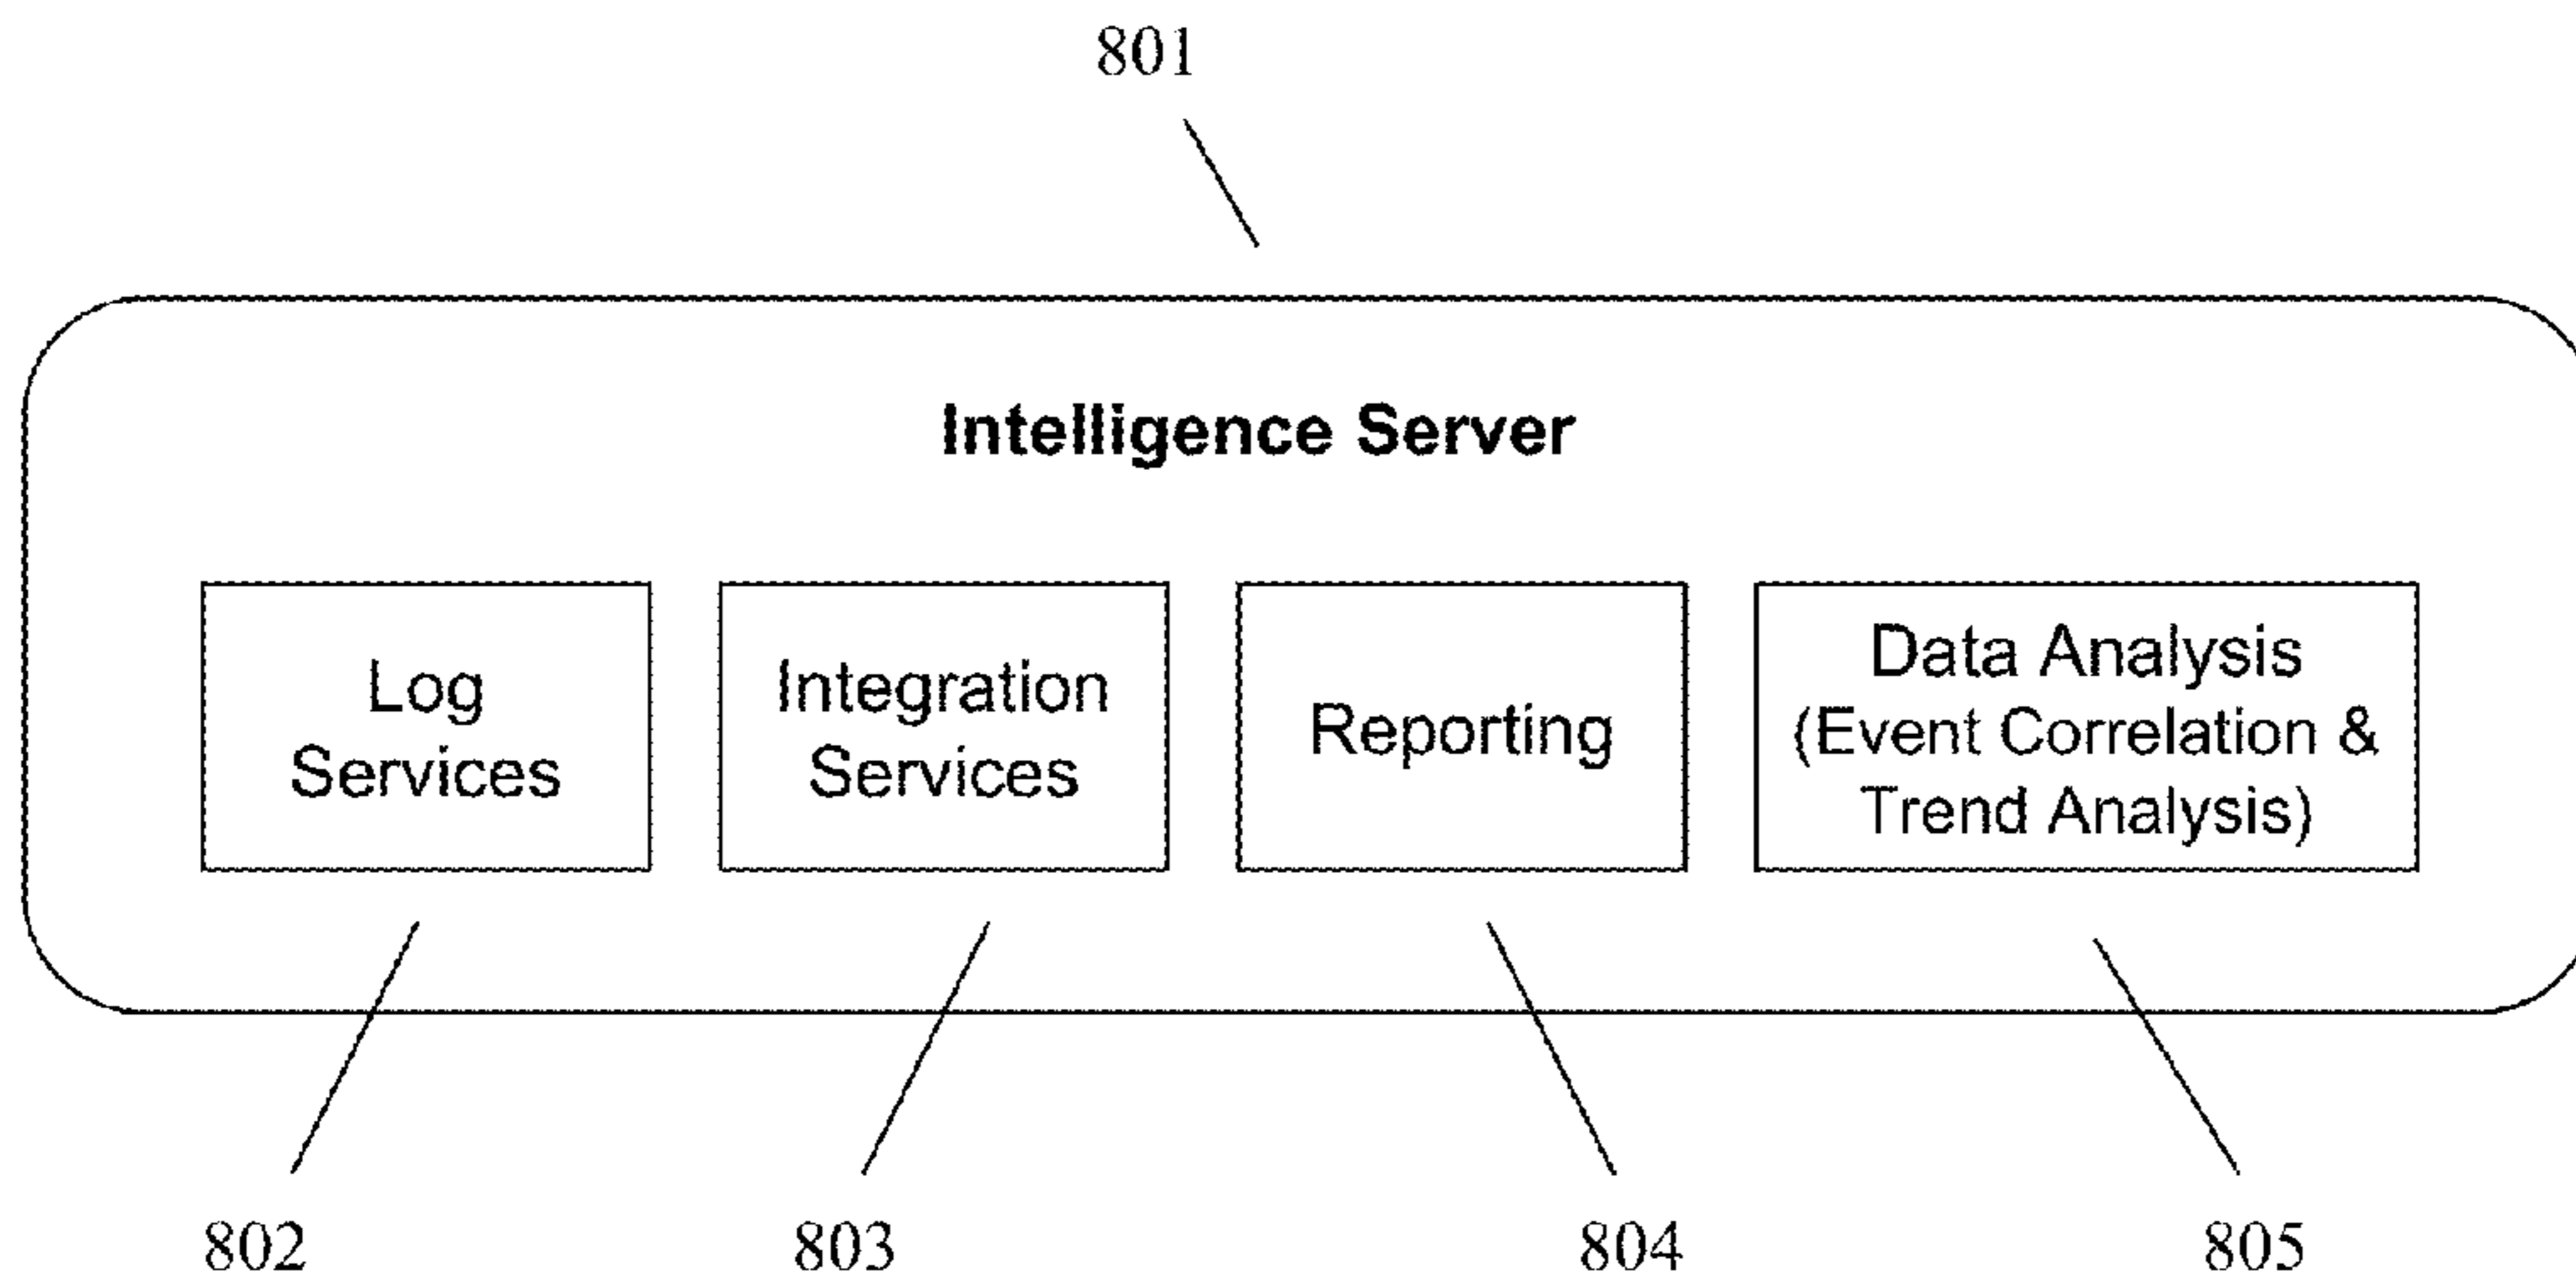 801
Intelligence Server
Log
Services
Integration
Services
Reporting
Data Analysis
(Event Correlation &
Trend Analysis)
802
803
804
805